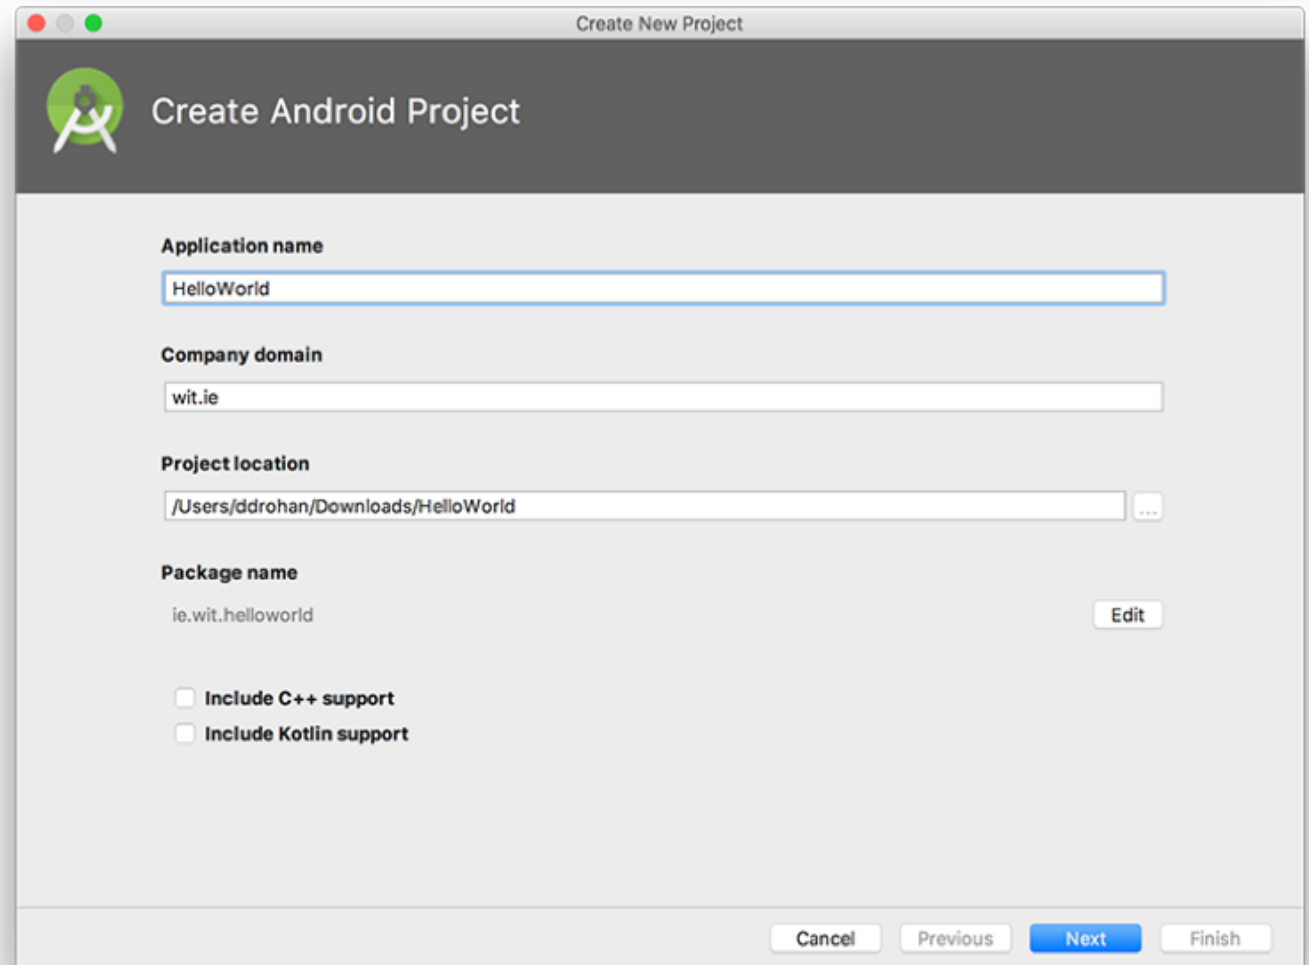 Create New Project
Create Android Project
Application name
HelloWorld
Company domain
wit.ie
Project location
/Users/ddrohan/Downloads/HelloWorld
...
Package name
ie.wit.helloworld
Edit
Include C++ support
Include Kotlin support
Cancel
Previous
Next
Finish